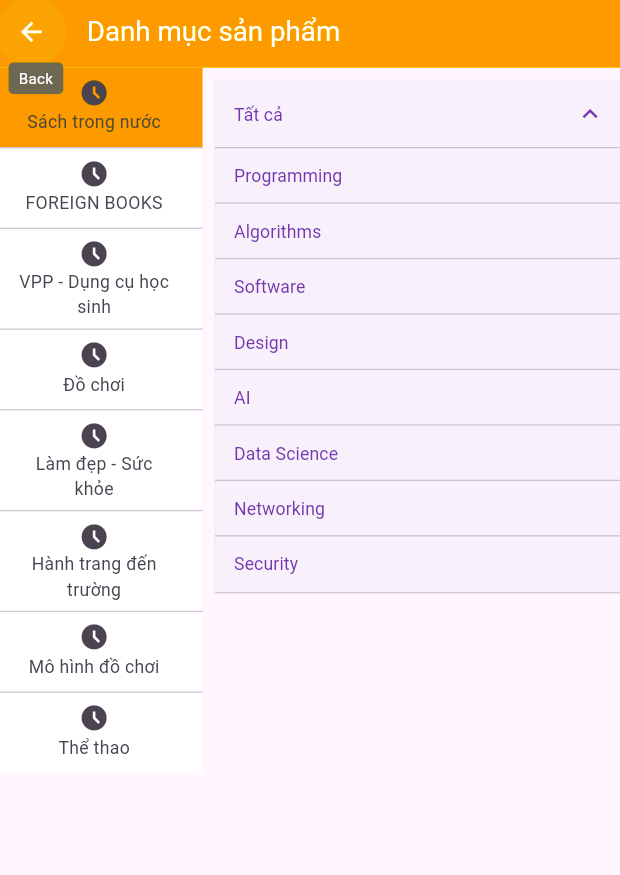 Danh mục sản phẩm
Back
Sách trong nước
FOREIGN BOOKS
VPP - Dụng cụ học
sinh
Đồ chơi
Làm đẹp - Sức
khỏe
Hành trang đến
trường
Mô hình đồ chơi
Thể thao
Tất cả
Programming
Algorithms
Software
Design
AI
Data Science
Networking
Security